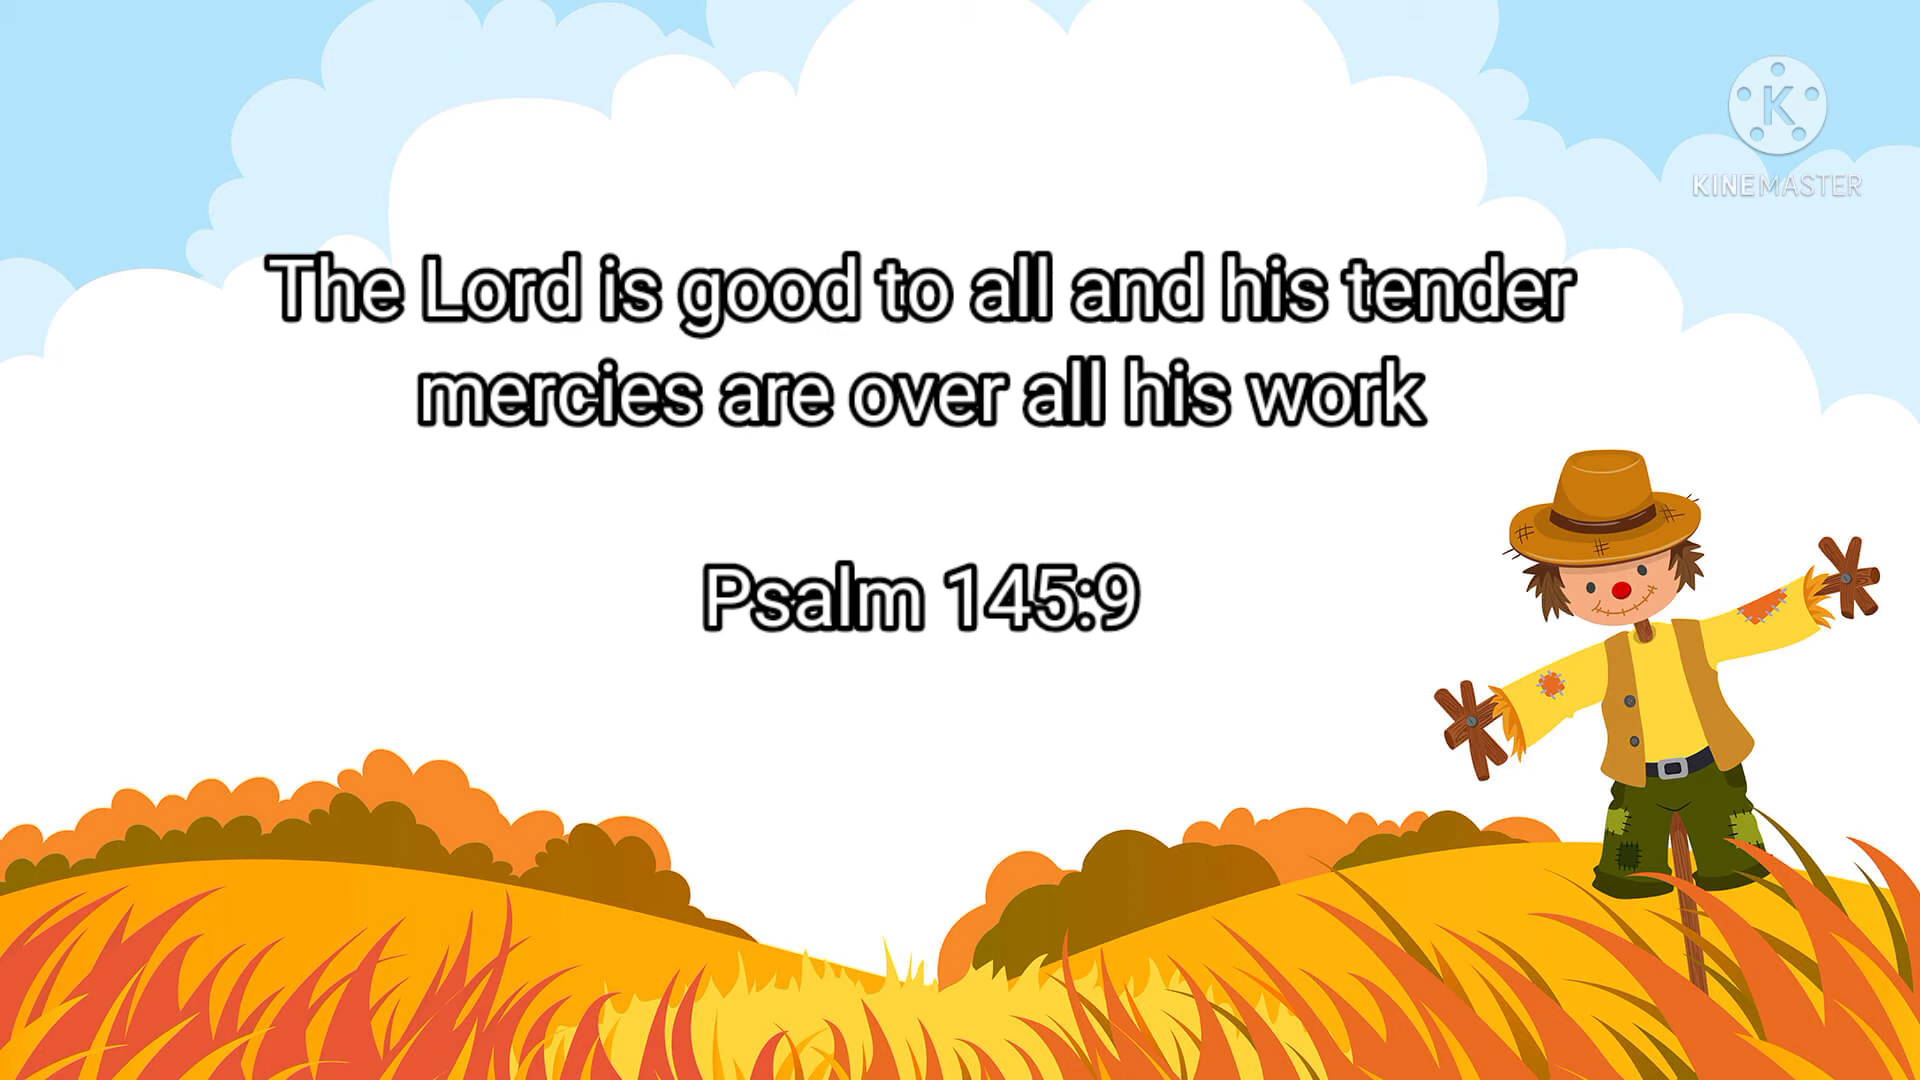 K
KINEMASTER
The Lord is good to all and his tender
mercies are over all his work
Psalm 145:9